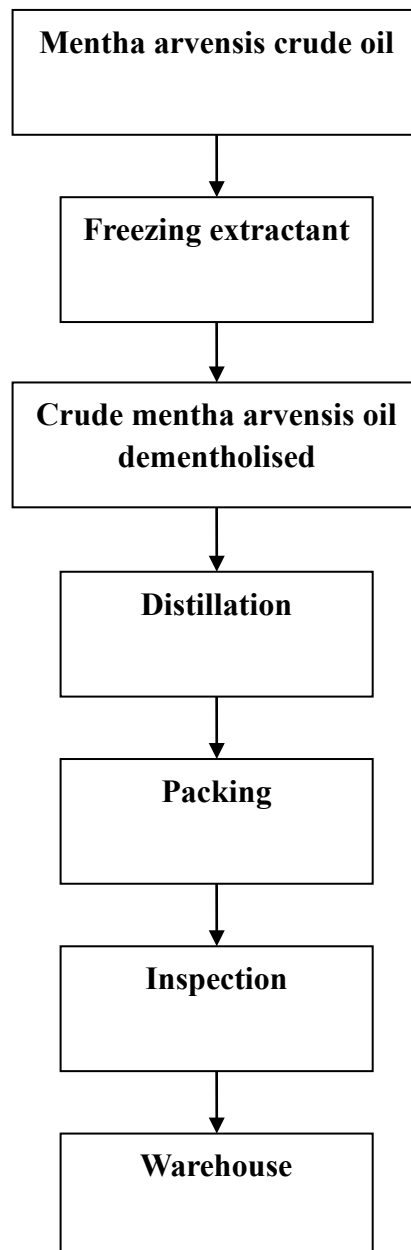 Mentha arvensis crude oil
Freezing extractant
Crude mentha arvensis oil
dementholised
Distillation
Packing
Inspection
Warehouse